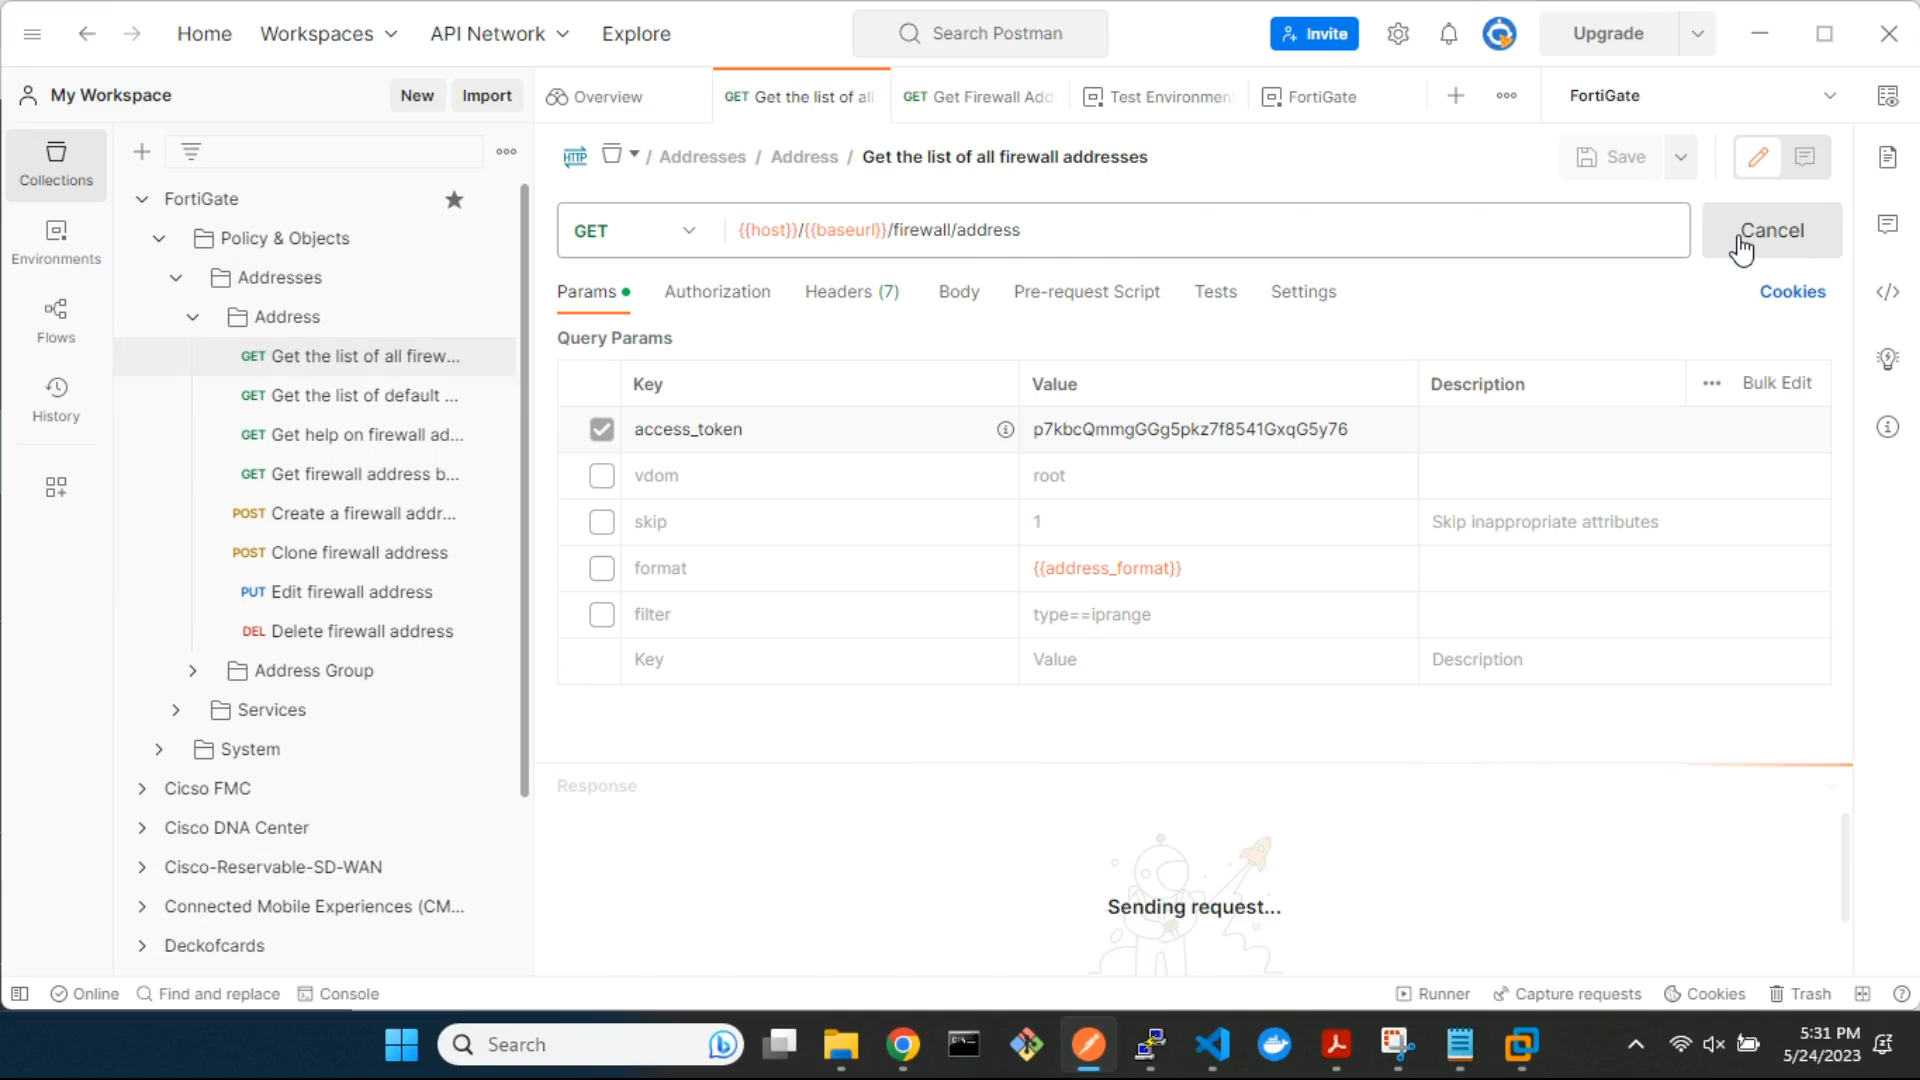 Home
Workspaces
API Network
Explore
Search Postman
Invite
Upgrade
My Workspace
New
Import
Overview
GET Get the list of all
GET Get Firewall Add
Test Environmen
FortiGate
FortiGate
Collections
Environments
Flows
History
FortiGate
Policy & Objects
Addresses
Address
GET Get the list of all firew...
GET Get the list of default ...
GET Get help on firewall ad...
GET Get firewall address b...
POST Create a firewall addr...
POST Clone firewall address
PUT Edit firewall address
DEL Delete firewall address
Address Group
Services
System
Cicso FMC
Cisco DNA Center
Cisco-Reservable-SD-WAN
Connected Mobile Experiences (CM...
Deckofcards
HTTP / Addresses / Address / Get the list of all firewall addresses
Save
GET {{host}}/{{baseurl}}/firewall/address
Cancel
Params Authorization Headers (7) Body Pre-request Script Tests Settings Cookies
Query Params
Key Value Description Bulk Edit
access_token p7kbcQmmgGGg5pkz7f8541GxqG5y76
vdom root
skip 1 Skip inappropriate attributes
format {{address_format}}
filter type==iprange
Key Value Description
Response
Sending request...
Online Find and replace Console
Runner Capture requests Cookies Trash
Search
5:31 PM
5/24/2023